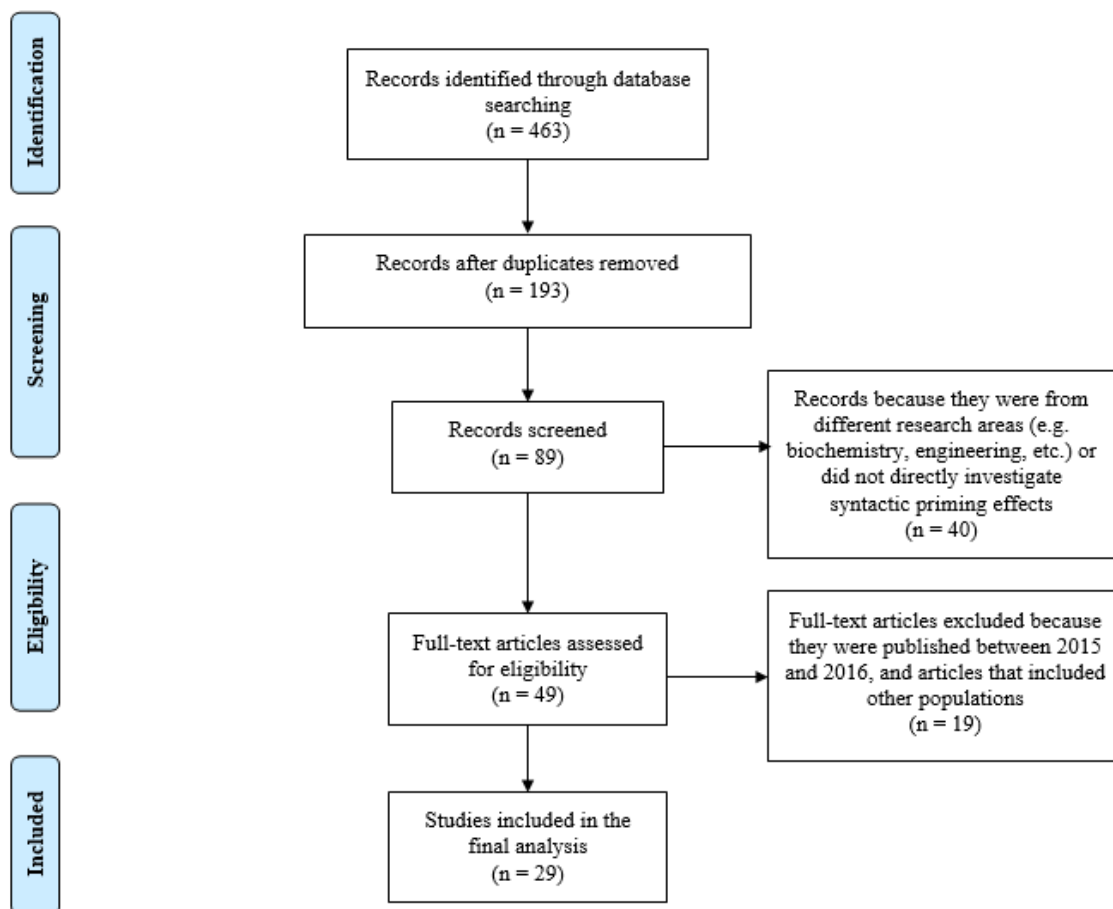 Identification
Records identified through database
searching
(n = 463)
Screening
Records after duplicates removed
(n = 193)
Records screened
(n = 89)
Records because they were from
different research areas (e.g.
biochemistry, engineering, etc.) or
did not directly investigate
syntactic priming effects
(n = 40)
Eligibility
Full-text articles assessed
for eligibility
(n = 49)
Full-text articles excluded because
they were published between 2015
and 2016, and articles that included
other populations
(n = 19)
Included
Studies included in the
final analysis
(n = 29)